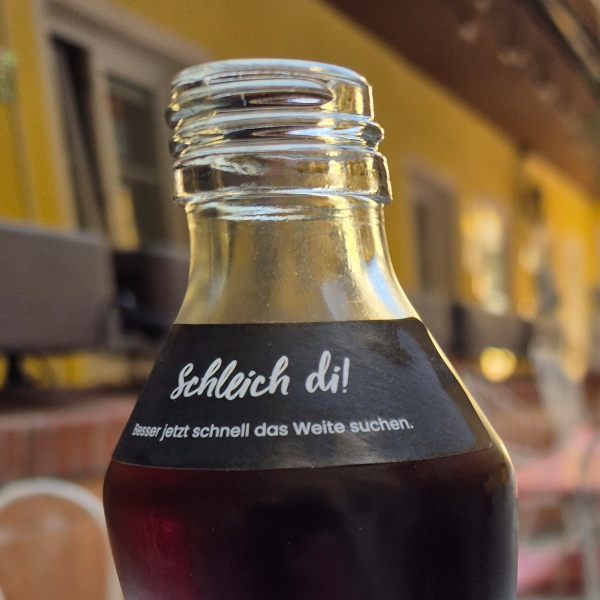 Schleich di!
Besser jetzt schnell das Weite suchen.